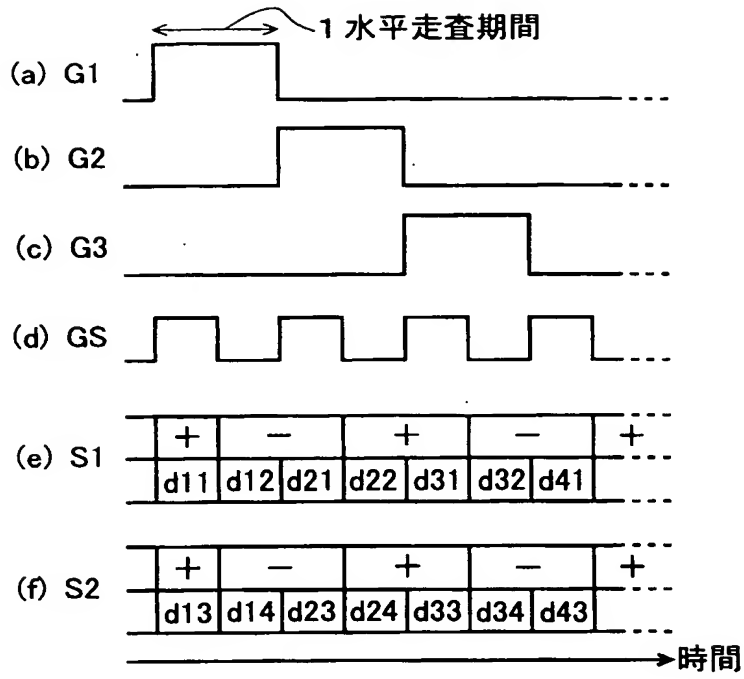 1水平走査期間
(a) G1
(b) G2
(c) G3
(d) GS
(e) S1
+ − + − +
d11 d12 d21 d22 d31 d32 d41
(f) S2
+ − + − +
d13 d14 d23 d24 d33 d34 d43
時間